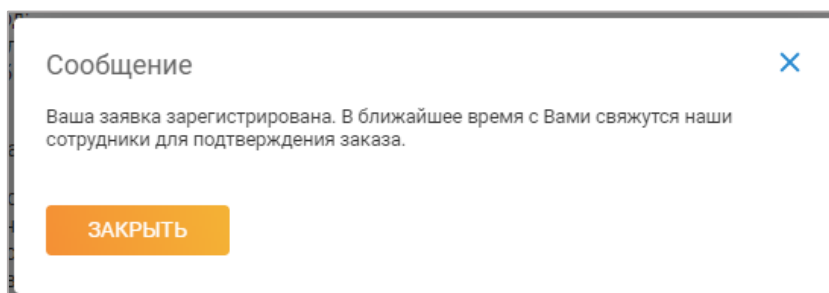 Сообщение
Ваша заявка зарегистрирована. В ближайшее время с Вами свяжутся наши
сотрудники для подтверждения заказа.
ЗАКРЫТЬ